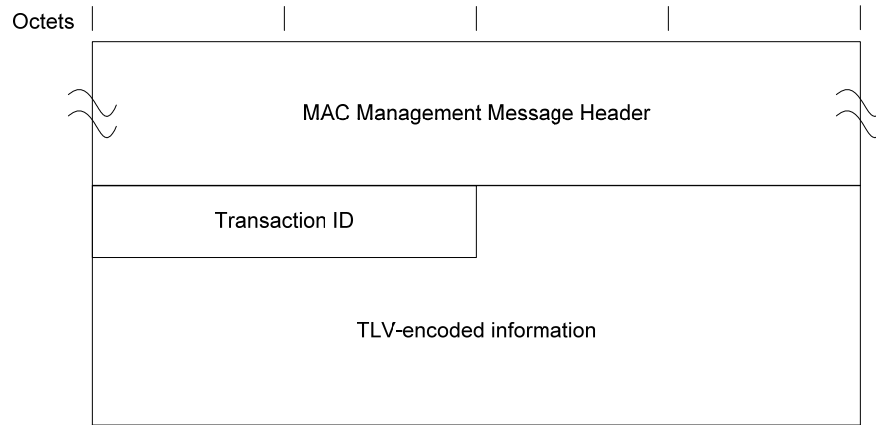 Octets
MAC Management Message Header
Transaction ID
TLV-encoded information